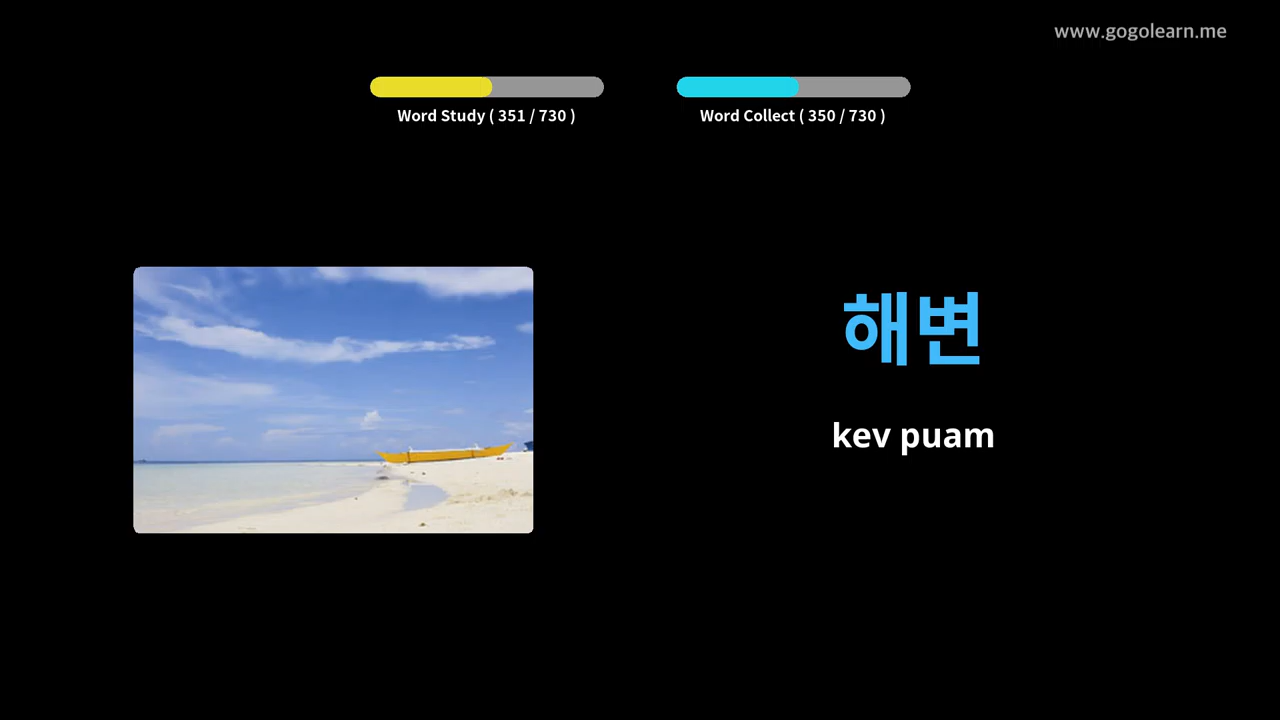 www.gogolearn.me
Word Study ( 351 / 730 )
Word Collect ( 350 / 730 )
해변
kev puam